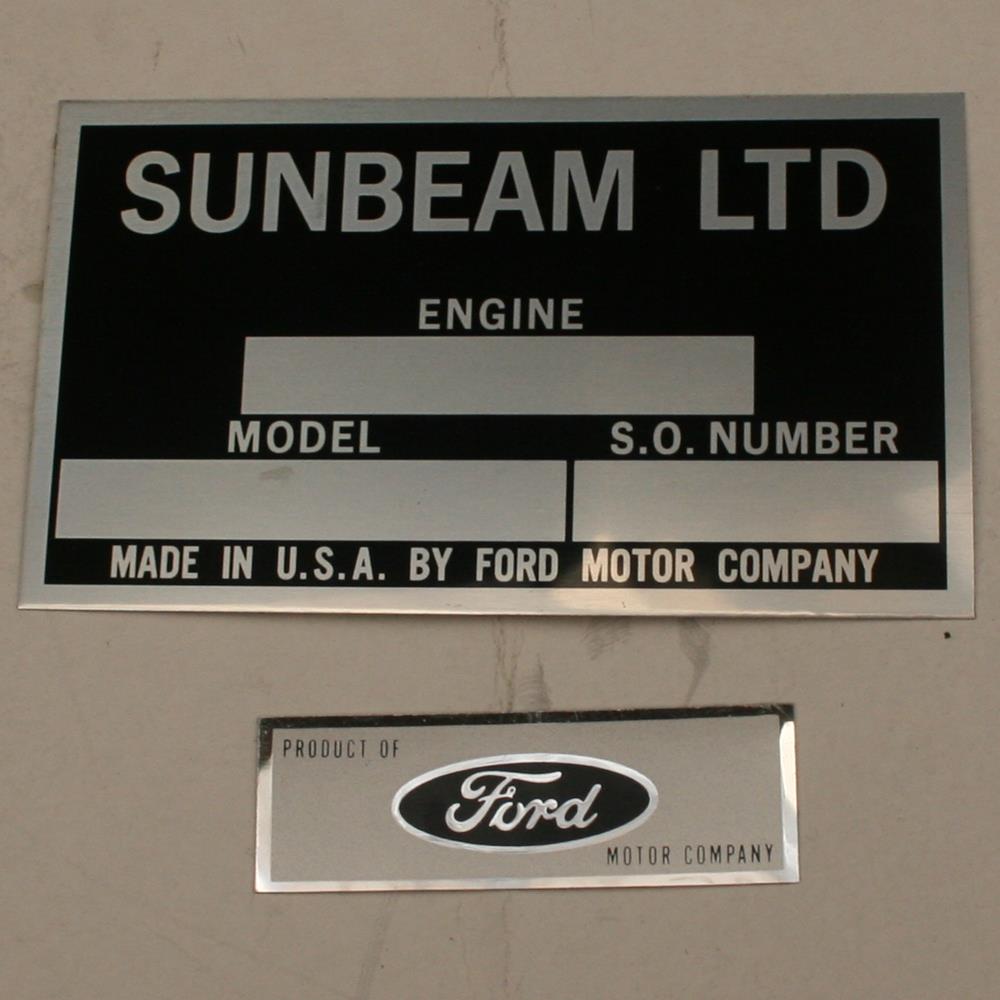 SUNBEAM LTD
ENGINE
MODEL S.O. NUMBER
MADE IN U.S.A. BY FORD MOTOR COMPANY
PRODUCT OF
Ford
MOTOR COMPANY